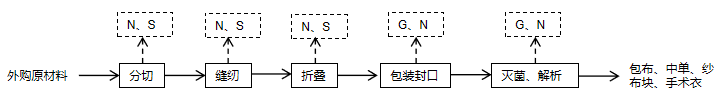 N、S
N、S
N、S
G、N
G、N
外购原材料
分切
缝纫
折叠
包装封口
灭菌、解析
包布、中单、纱
布块、手术衣